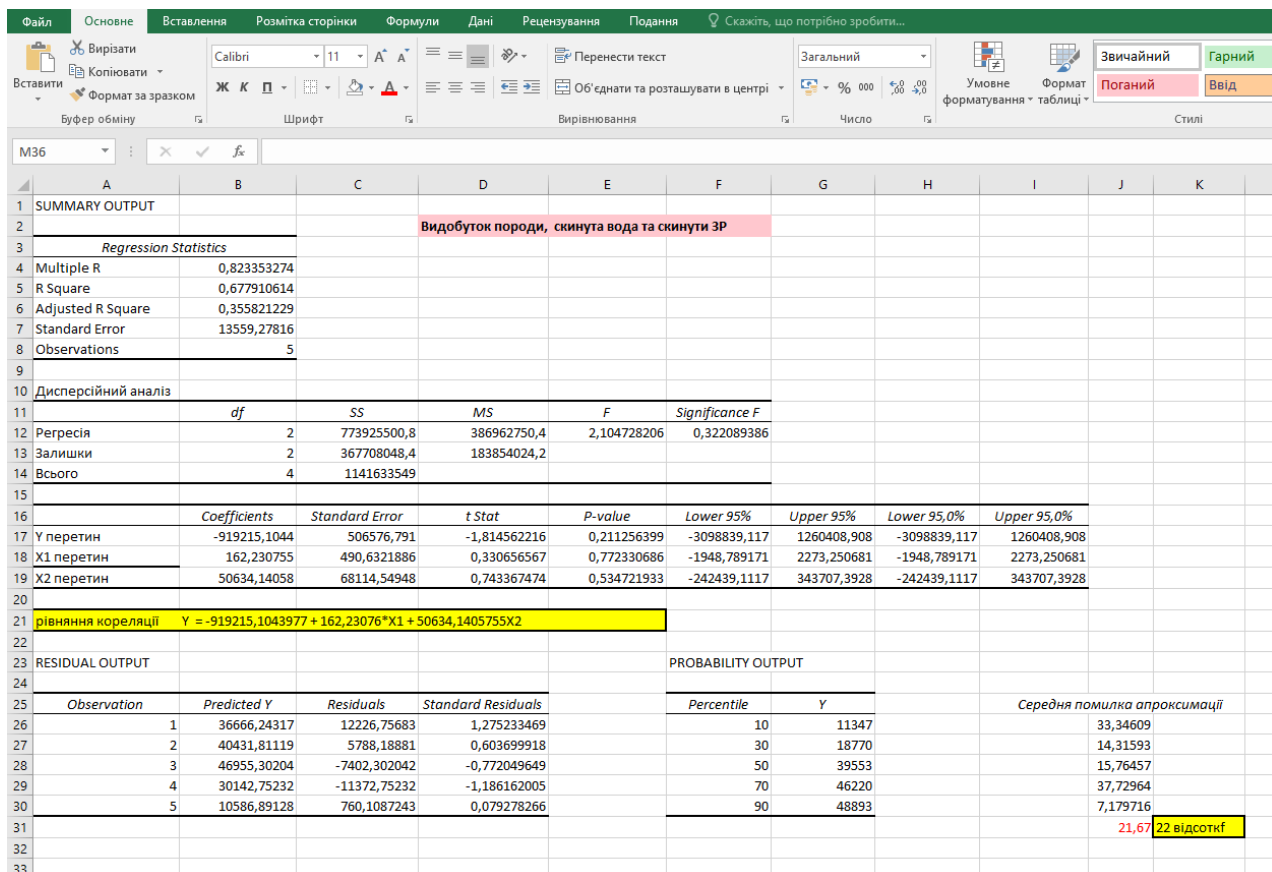 Файл Основне Вставлення Розмітка сторінки Формули Дані Рецензування Подання Скажіть, що потрібно зробити...
Вставити
Вирізати
Копіювати
Формат за зразком
Буфер обміну
Calibri 11 A A
Ж К П
Шрифт
Перенести текст
Об'єднати та розташувати в центрі
Вирівнювання
Загальний
% 000 ,00 ,0
Число
Умовне форматування
Формат таблиці
Звичайний Гарний
Поганий Ввід
Стилі
M36 fx
A B C D E F G H I J K
1 SUMMARY OUTPUT
2 Видобуток породи, скинута вода та скинути ЗР
3 Regression Statistics
4 Multiple R 0,823353274
5 R Square 0,677910614
6 Adjusted R Square 0,355821229
7 Standard Error 13559,27816
8 Observations 5
9
10 Дисперсійний аналіз
11 df SS MS F Significance F
12 Регресія 2 773925500,8 386962750,4 2,104728206 0,322089386
13 Залишки 2 367708048,4 183854024,2
14 Всього 4 1141633549
15
16 Coefficients Standard Error t Stat P-value Lower 95% Upper 95% Lower 95,0% Upper 95,0%
17 Y перетин -919215,1044 506576,791 -1,814562216 0,211256399 -3098839,117 1260408,908 -3098839,117 1260408,908
18 X1 перетин 162,230755 490,6321886 0,330656567 0,772330686 -1948,789171 2273,250681 -1948,789171 2273,250681
19 X2 перетин 50634,14058 68114,54948 0,743367474 0,534721933 -242439,1117 343707,3928 -242439,1117 343707,3928
20
21 рівняння кореляції Y = -919215,1043977 + 162,23076*X1 + 50634,1405755X2
22
23 RESIDUAL OUTPUT PROBABILITY OUTPUT
24
25 Observation Predicted Y Residuals Standard Residuals Percentile Y Середня помилка апроксимації
26 1 36666,24317 12226,75683 1,275233469 10 11347 33,34609
27 2 40431,81119 5788,18881 0,603699918 30 18770 14,31593
28 3 46955,30204 -7402,302042 -0,772049649 50 39553 15,76457
29 4 30142,75232 -11372,75232 -1,186162005 70 46220 37,72964
30 5 10586,89128 760,1087243 0,079278266 90 48893 7,179716
31 21,67 22 відсоткf
32
33